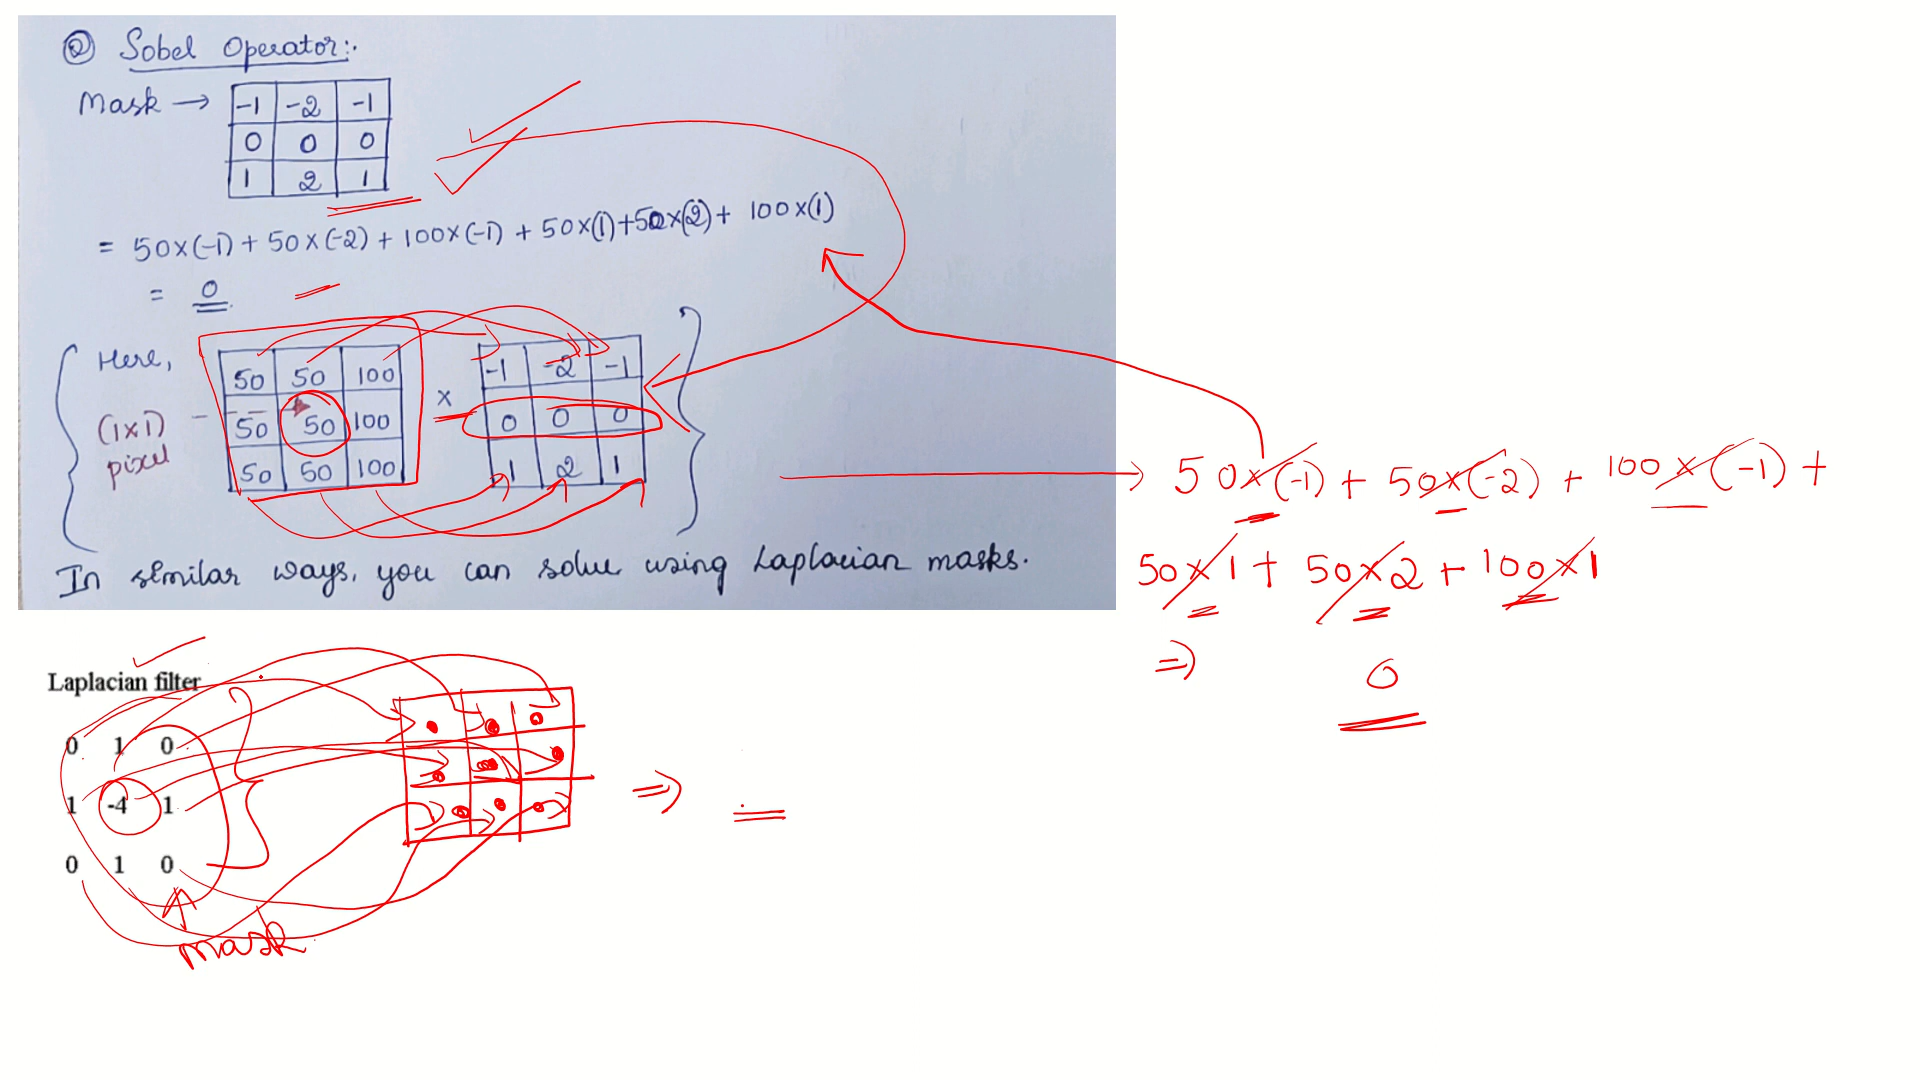 ② Sobel Operator:.
Mask → -1 -2 -1
0 0 0
1 2 1
= 50×(-1) + 50×(-2) + 100×(-1) + 50×(1)+50×(2)+ 100×(1)
= 0
Here,
(1×1)
pixel
50 50 100
50 50 100
50 50 100
×
-1 -2 -1
0 0 0
1 2 1
50×(-1) + 50×(-2) + 100×(-1) +
50×1+ 50×2 + 100×1
⇒ 0
In similar ways, you can solve using Laplacian masks.
Laplacian filter
0 1 0
1 -4 1
0 1 0
⇒ =
mask